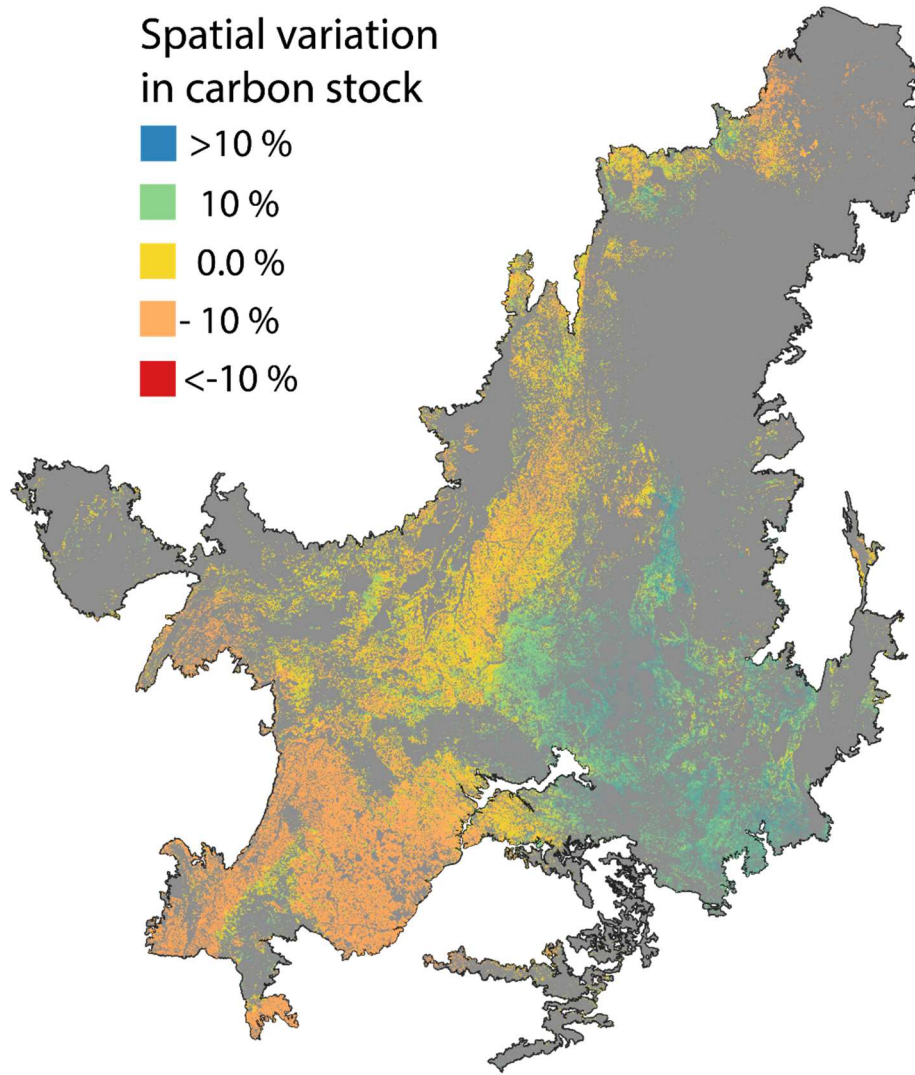 Spatial variation
in carbon stock
>10 %
10 %
0.0 %
- 10 %
<-10 %